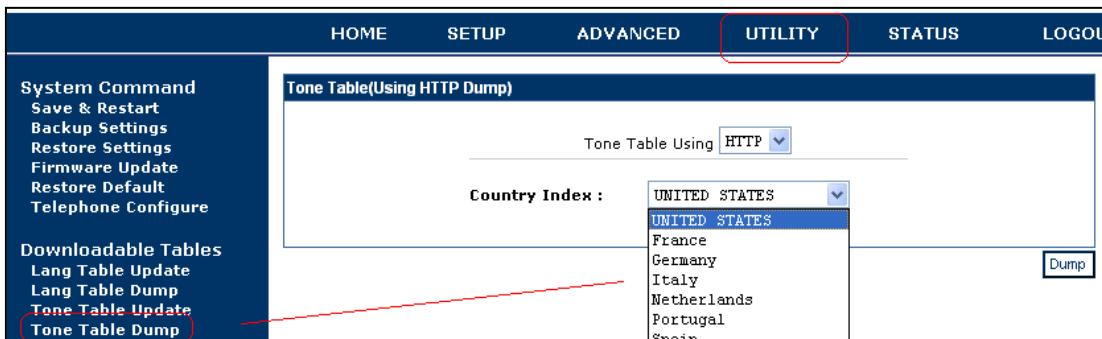 HOME SETUP ADVANCED UTILITY STATUS LOGOU
System Command
Save & Restart
Backup Settings
Restore Settings
Firmware Update
Restore Default
Telephone Configure
Downloadable Tables
Lang Table Update
Lang Table Dump
Tone Table Update
Tone Table Dump
Tone Table(Using HTTP Dump)
Tone Table Using HTTP
Country Index : UNITED STATES
UNITED STATES
France
Germany
Italy
Netherlands
Portugal
Spain
Dump